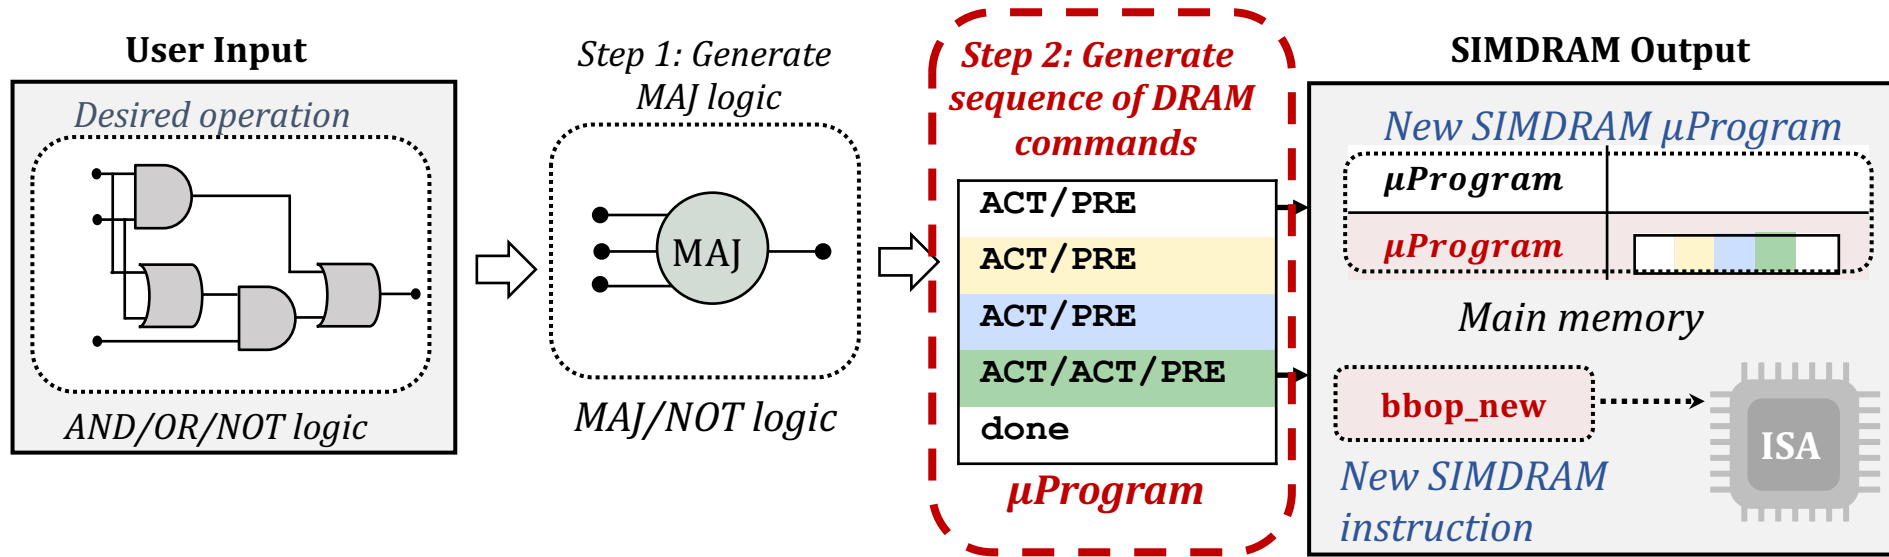 User Input
Desired operation
AND/OR/NOT logic
Step 1: Generate
MAJ logic
MAJ
MAJ/NOT logic
Step 2: Generate
sequence of DRAM
commands
ACT/PRE
ACT/PRE
ACT/PRE
ACT/ACT/PRE
done
μProgram
SIMDRAM Output
New SIMDRAM μProgram
μProgram
μProgram
Main memory
bbop_new
ISA
New SIMDRAM
instruction